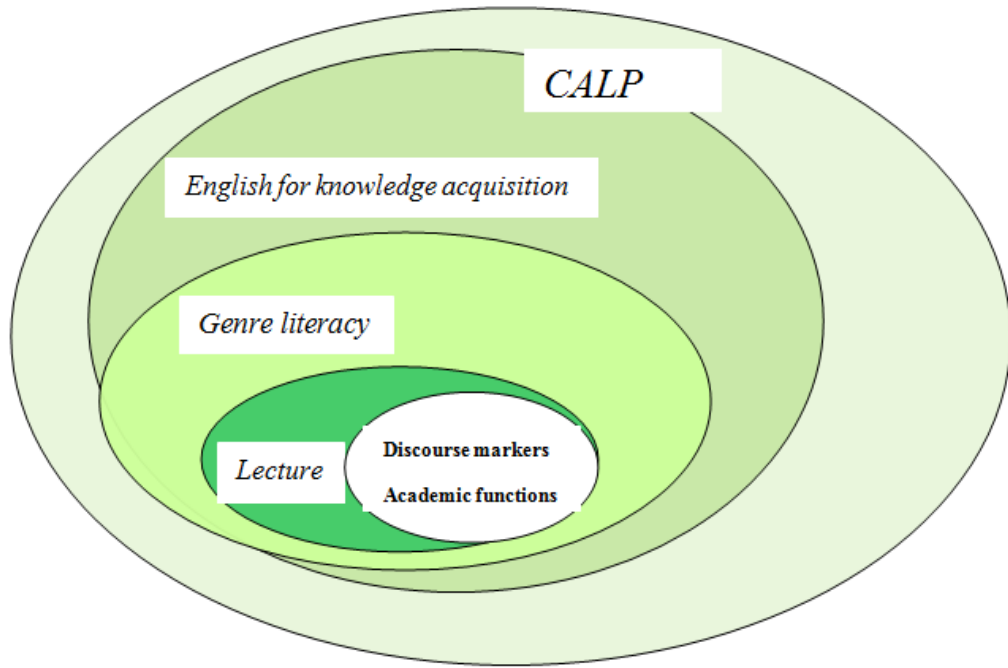 CALP
English for knowledge acquisition
Genre literacy
Lecture
Discourse markers
Academic functions